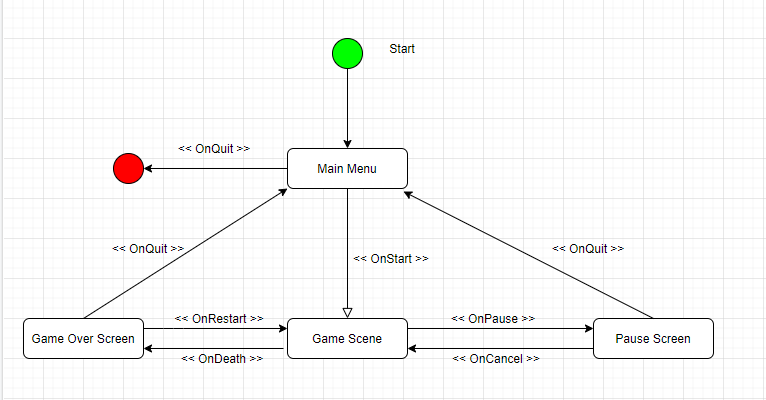 Start
<< OnQuit >>
Main Menu
<< OnQuit >>
<< OnStart >>
<< OnQuit >>
<< OnRestart >>
<< OnPause >>
Game Over Screen
Game Scene
Pause Screen
<< OnDeath >>
<< OnCancel >>